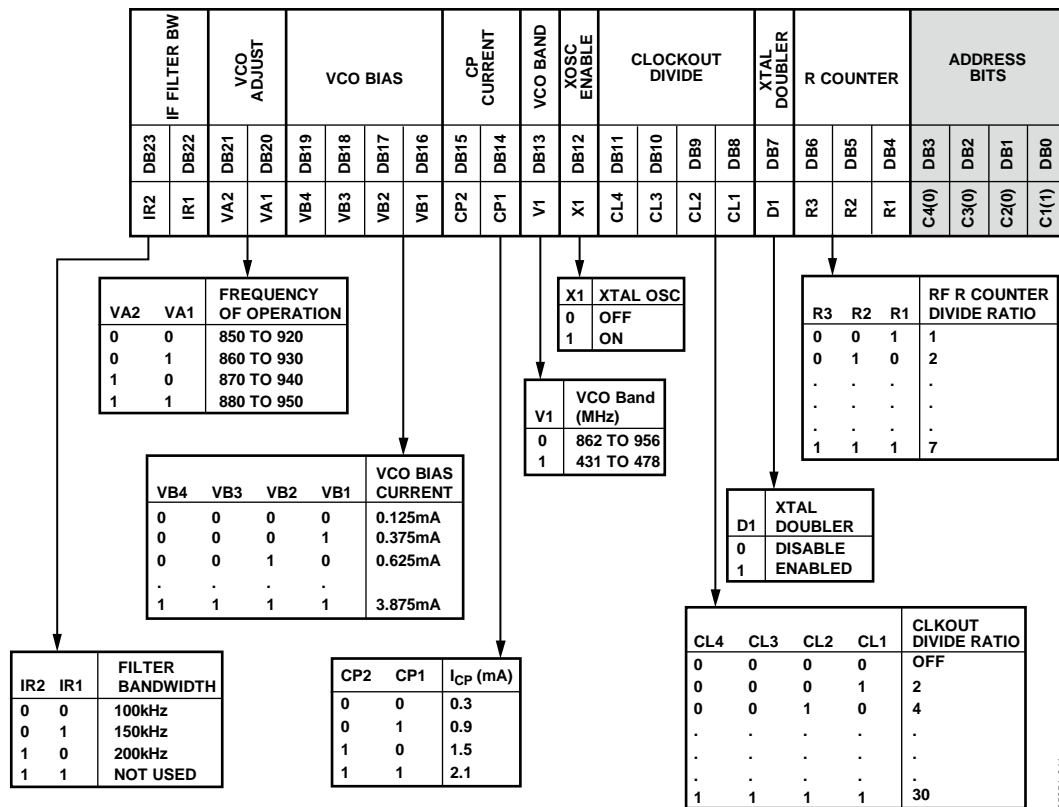 IF FILTER BW
VCO ADJUST
VCO BIAS
CP CURRENT
VCO BAND
XOSC ENABLE
CLOCKOUT DIVIDE
XTAL DOUBLER
R COUNTER
ADDRESS BITS
DB23 DB22 DB21 DB20 DB19 DB18 DB17 DB16 DB15 DB14 DB13 DB12 DB11 DB10 DB9 DB8 DB7 DB6 DB5 DB4 DB3 DB2 DB1 DB0
IR2 IR1 VA2 VA1 VB4 VB3 VB2 VB1 CP2 CP1 V1 X1 CL4 CL3 CL2 CL1 D1 R3 R2 R1 C4(0) C3(0) C2(0) C1(1)
VA2 VA1 FREQUENCY OF OPERATION
0 0 850 TO 920
0 1 860 TO 930
1 0 870 TO 940
1 1 880 TO 950
X1 XTAL OSC
0 OFF
1 ON
R3 R2 R1 RF R COUNTER DIVIDE RATIO
0 0 1 1
0 1 0 2
. . . .
. . . .
. . . .
1 1 1 7
V1 VCO Band (MHz)
0 862 TO 956
1 431 TO 478
VB4 VB3 VB2 VB1 VCO BIAS CURRENT
0 0 0 0 0.125mA
0 0 0 1 0.375mA
0 0 1 0 0.625mA
. . . .
1 1 1 1 3.875mA
D1 XTAL DOUBLER
0 DISABLE
1 ENABLED
IR2 IR1 FILTER BANDWIDTH
0 0 100kHz
0 1 150kHz
1 0 200kHz
1 1 NOT USED
CP2 CP1 ICP (mA)
0 0 0.3
0 1 0.9
1 0 1.5
1 1 2.1
CL4 CL3 CL2 CL1 CLKOUT DIVIDE RATIO
0 0 0 0 OFF
0 0 0 1 2
0 0 1 0 4
. . . . .
. . . . .
. . . . .
1 1 1 1 30